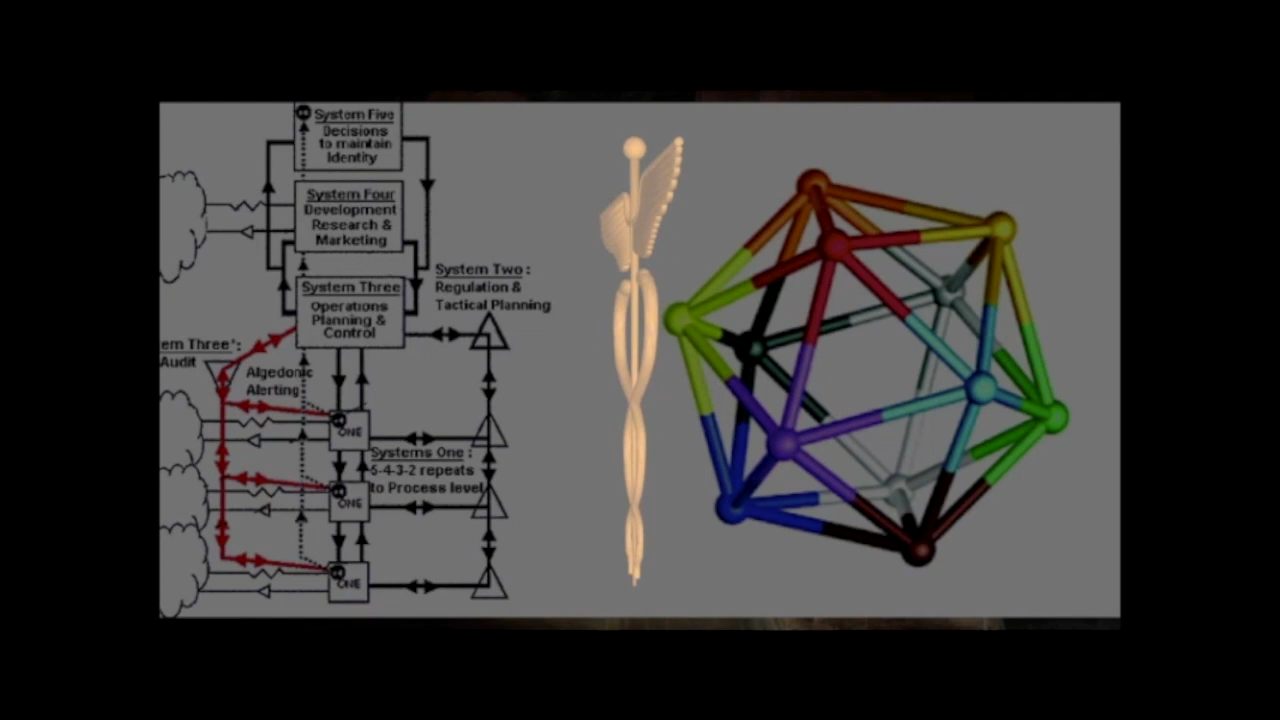 System Five
Decisions
to maintain
Identity
System Four
Development
Research &
Marketing
System Three
Operations
Planning &
Control
System Two :
Regulation &
Tactical Planning
em Three*:
Audit
Algedonic
Alerting
ONE
Systems One :
5-4-3-2 repeats
to Process level
ONE
ONE